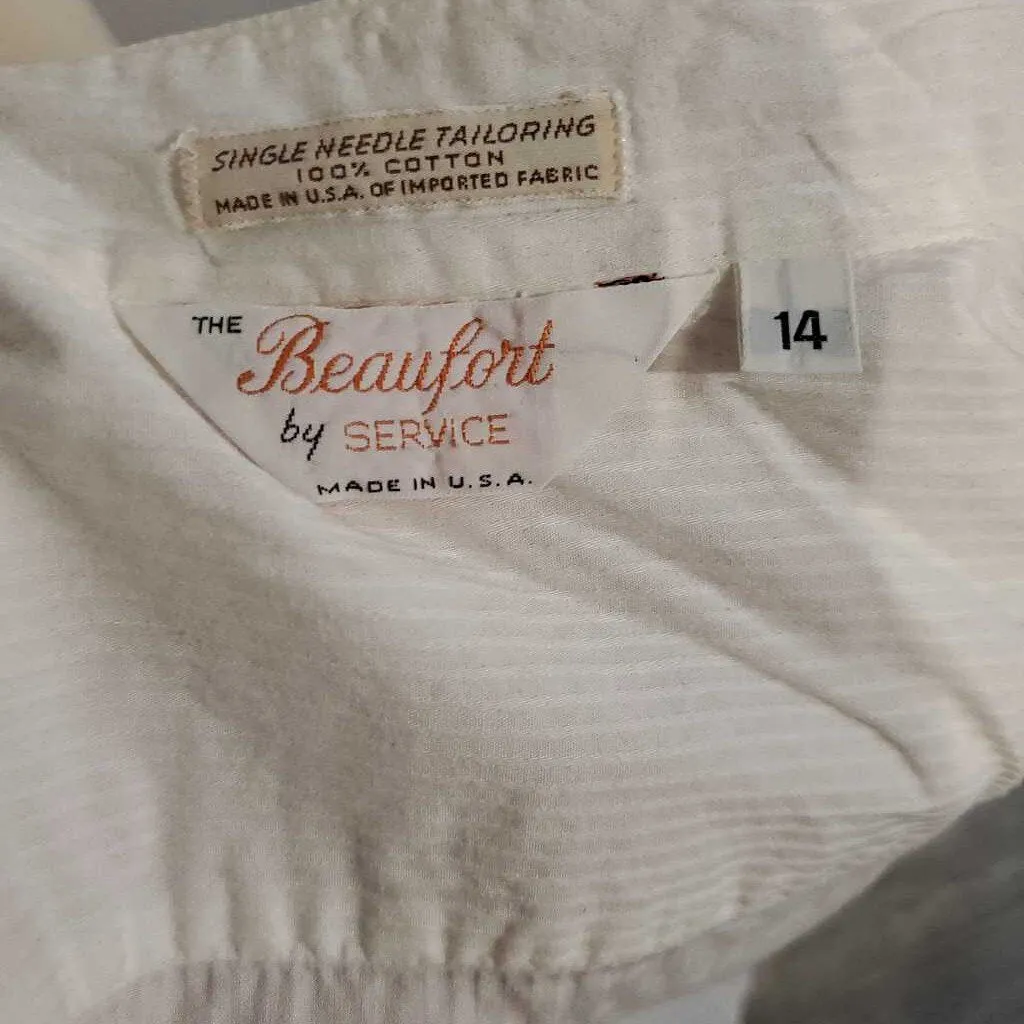 SINGLE NEEDLE TAILORING
100% COTTON
MADE IN U.S.A. OF IMPORTED FABRIC
THE Beaufort
by SERVICE
MADE IN U.S.A.
14